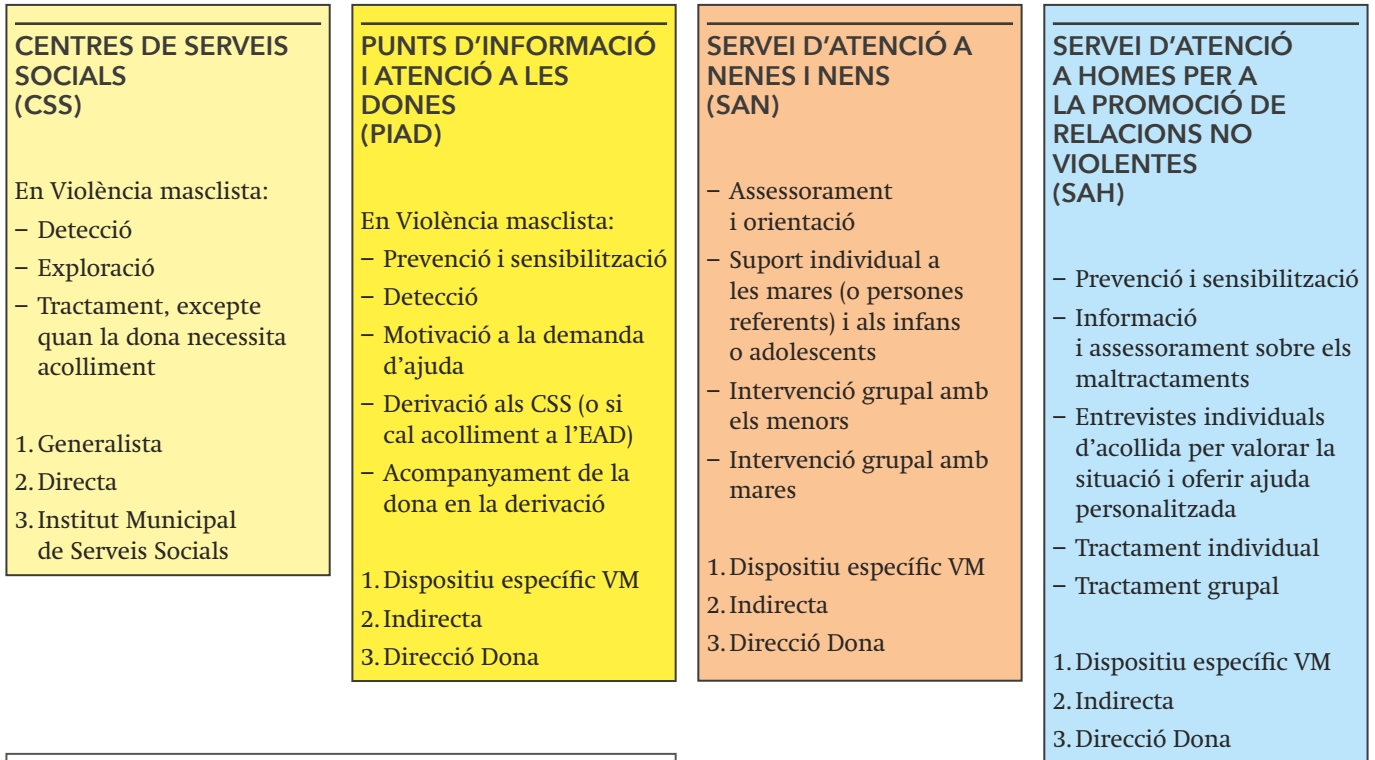 CENTRES DE SERVEIS
SOCIALS
(CSS)
En Violència masclista:
– Detecció
– Exploració
– Tractament, excepte
quan la dona necessita
acolliment
1. Generalista
2. Directa
3. Institut Municipal
de Serveis Socials
PUNTS D’INFORMACIÓ
I ATENCIÓ A LES
DONES
(PIAD)
En Violència masclista:
– Prevenció i sensibilització
– Detecció
– Motivació a la demanda
d’ajuda
– Derivació als CSS (o si
cal acolliment a l’EAD)
– Acompanyament de la
dona en la derivació
1. Dispositiu específic VM
2. Indirecta
3. Direcció Dona
SERVEI D’ATENCIÓ A
NENES I NENS
(SAN)
– Assessorament
i orientació
– Suport individual a
les mares (o persones
referents) i als infans
o adolescents
– Intervenció grupal amb
els menors
– Intervenció grupal amb
mares
1. Dispositiu específic VM
2. Indirecta
3. Direcció Dona
SERVEI D’ATENCIÓ
A HOMES PER A
LA PROMOCIÓ DE
RELACIONS NO
VIOLENTES
(SAH)
– Prevenció i sensibilització
– Informació
i assessorament sobre els
maltractaments
– Entrevistes individuals
d’acollida per valorar la
situació i oferir ajuda
personalitzada
– Tractament individual
– Tractament grupal
1. Dispositiu específic VM
2. Indirecta
3. Direcció Dona